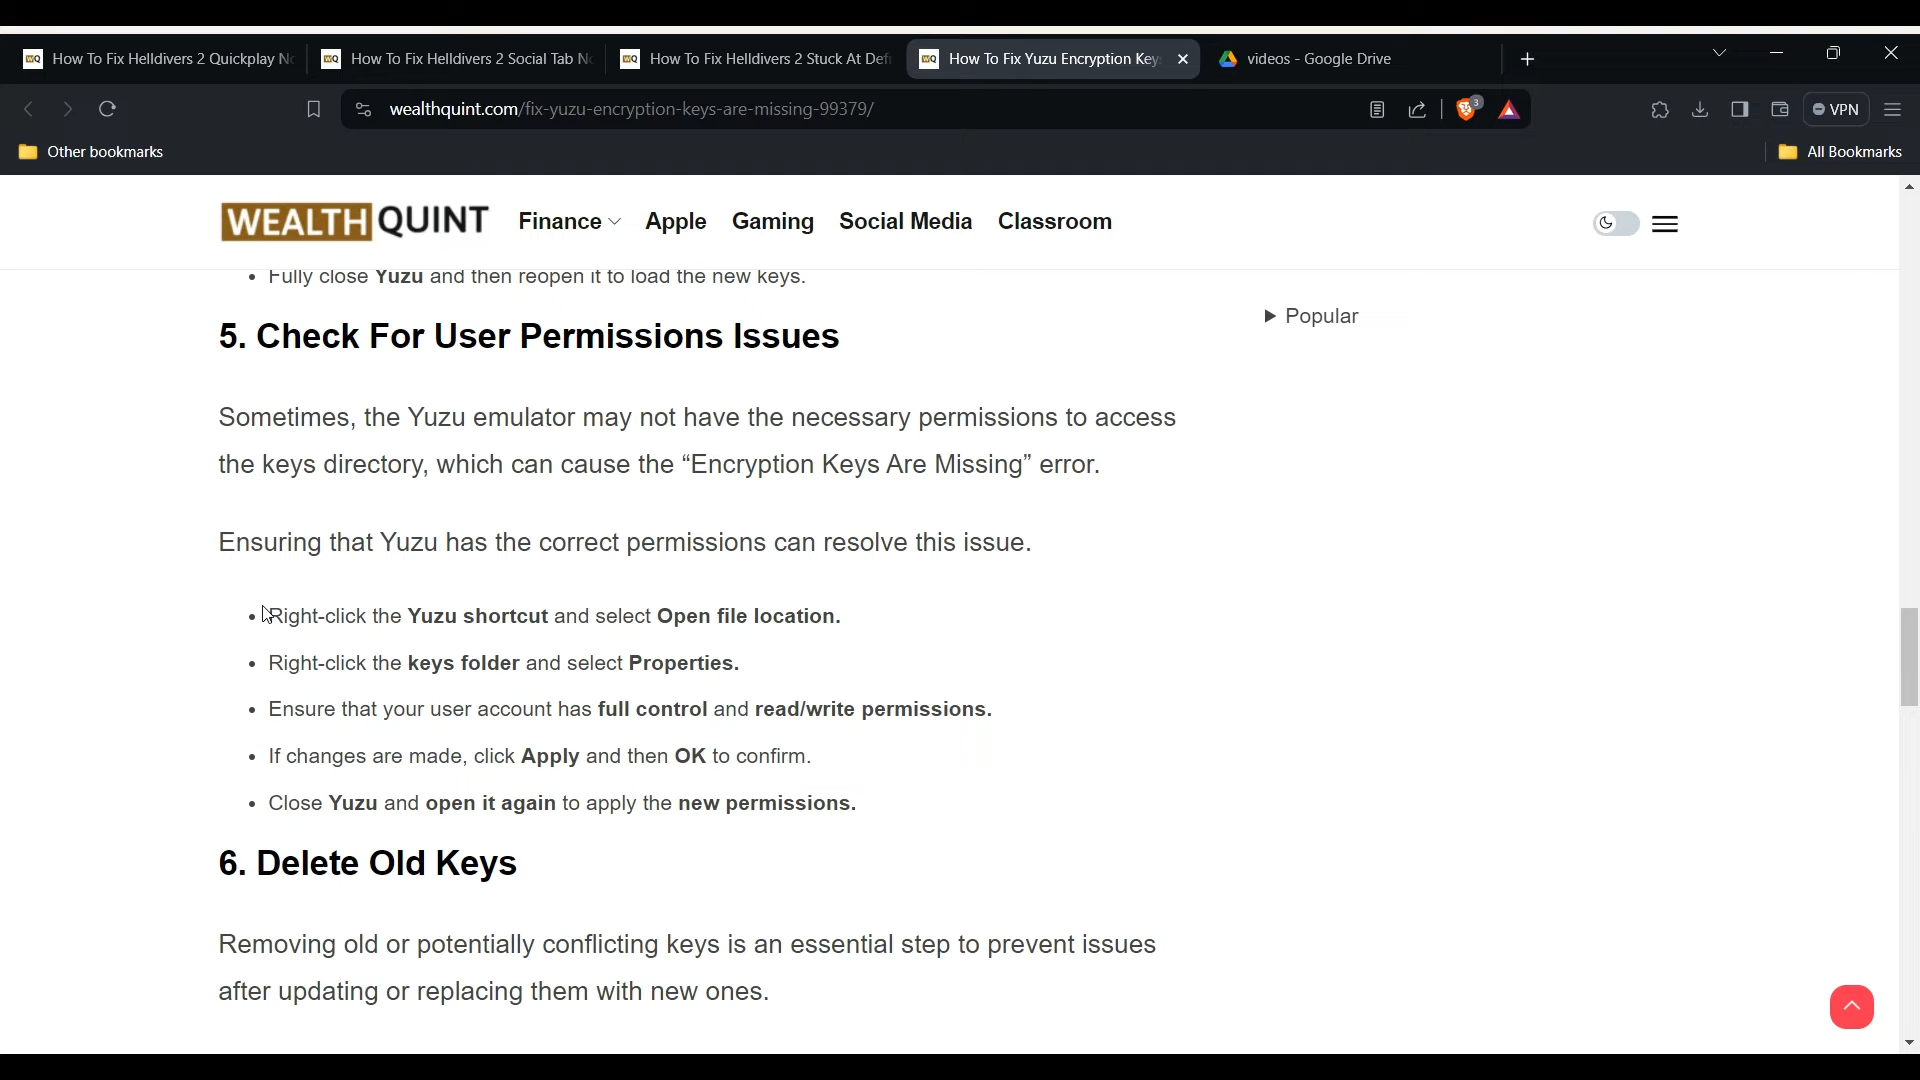 How To Fix Helldivers 2 Quickplay No
How To Fix Helldivers 2 Social Tab No
How To Fix Helldivers 2 Stuck At Defi
How To Fix Yuzu Encryption Key
videos - Google Drive
wealthquint.com/fix-yuzu-encryption-keys-are-missing-99379/
3
VPN
Other bookmarks
All Bookmarks
WEALTH QUINT
Finance
Apple
Gaming
Social Media
Classroom
• Fully close Yuzu and then reopen it to load the new keys.
5. Check For User Permissions Issues
Popular
Sometimes, the Yuzu emulator may not have the necessary permissions to access
the keys directory, which can cause the “Encryption Keys Are Missing” error.
Ensuring that Yuzu has the correct permissions can resolve this issue.
• Right-click the Yuzu shortcut and select Open file location.
• Right-click the keys folder and select Properties.
• Ensure that your user account has full control and read/write permissions.
• If changes are made, click Apply and then OK to confirm.
• Close Yuzu and open it again to apply the new permissions.
6. Delete Old Keys
Removing old or potentially conflicting keys is an essential step to prevent issues
after updating or replacing them with new ones.